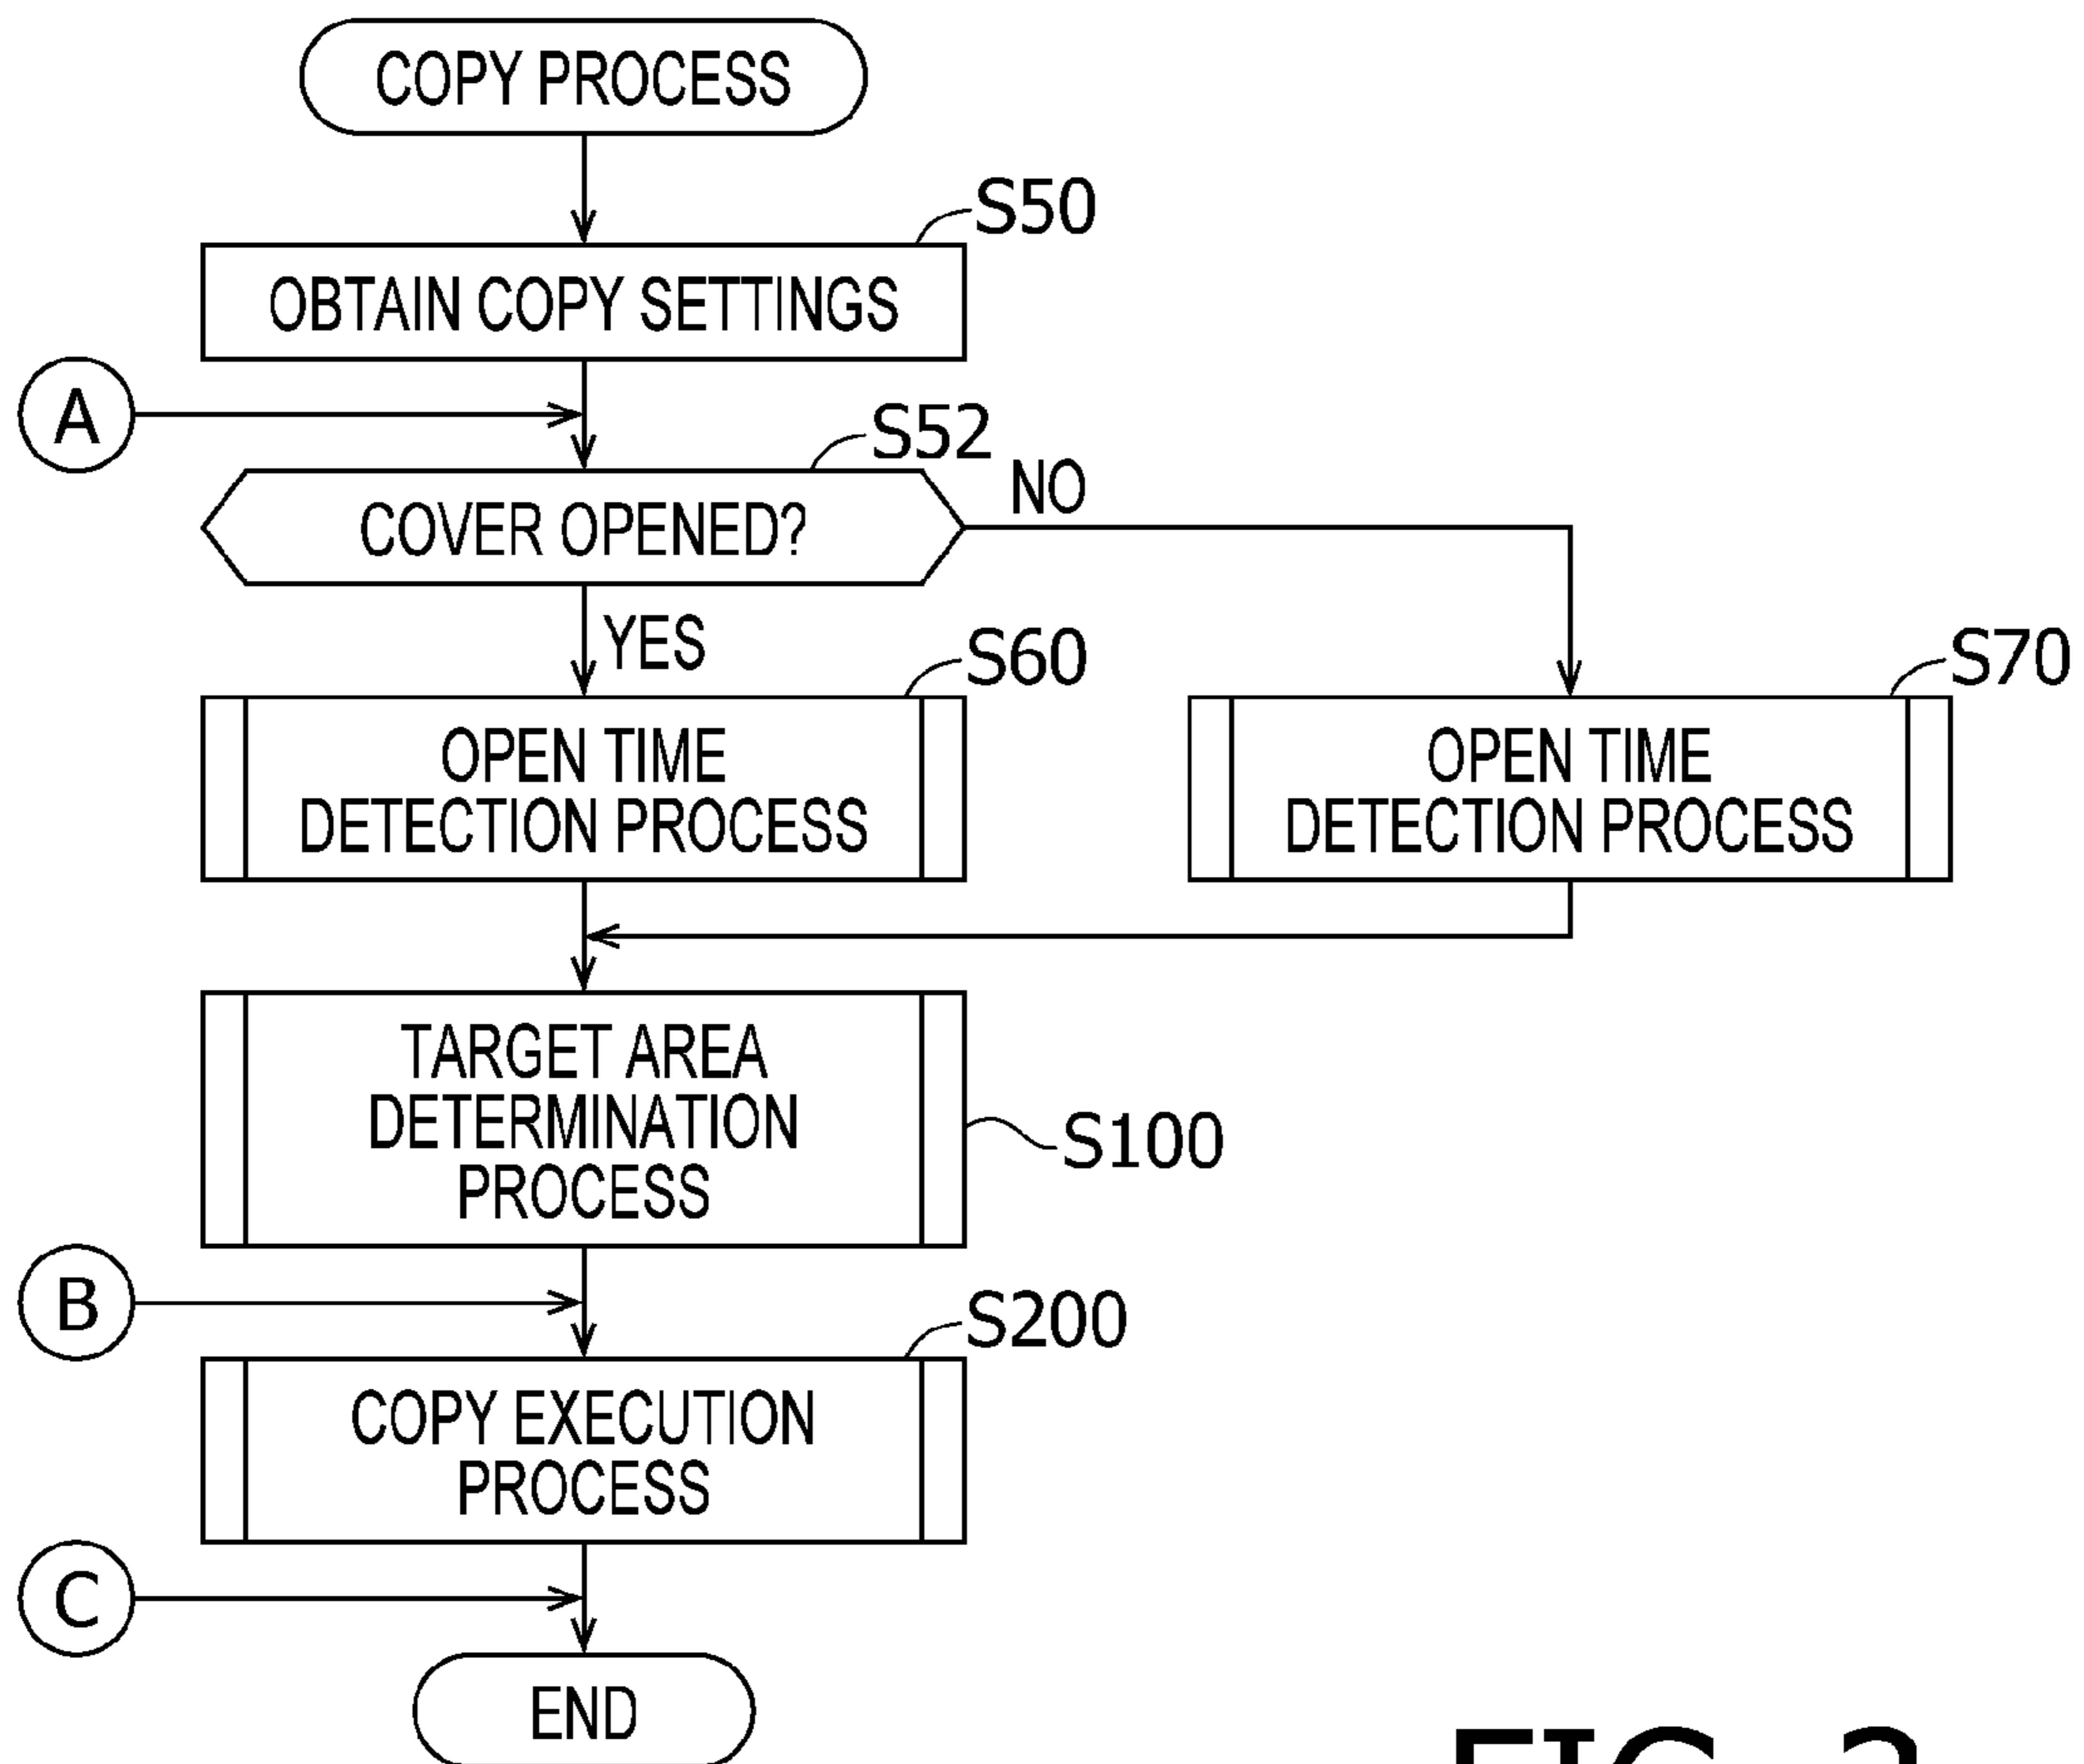 COPY PROCESS
S50
OBTAIN COPY SETTINGS
A
S52
COVER OPENED?
NO
YES
S60
OPEN TIME
DETECTION PROCESS
S70
OPEN TIME
DETECTION PROCESS
TARGET AREA
DETERMINATION
PROCESS
S100
B
S200
COPY EXECUTION
PROCESS
C
END
FIG.